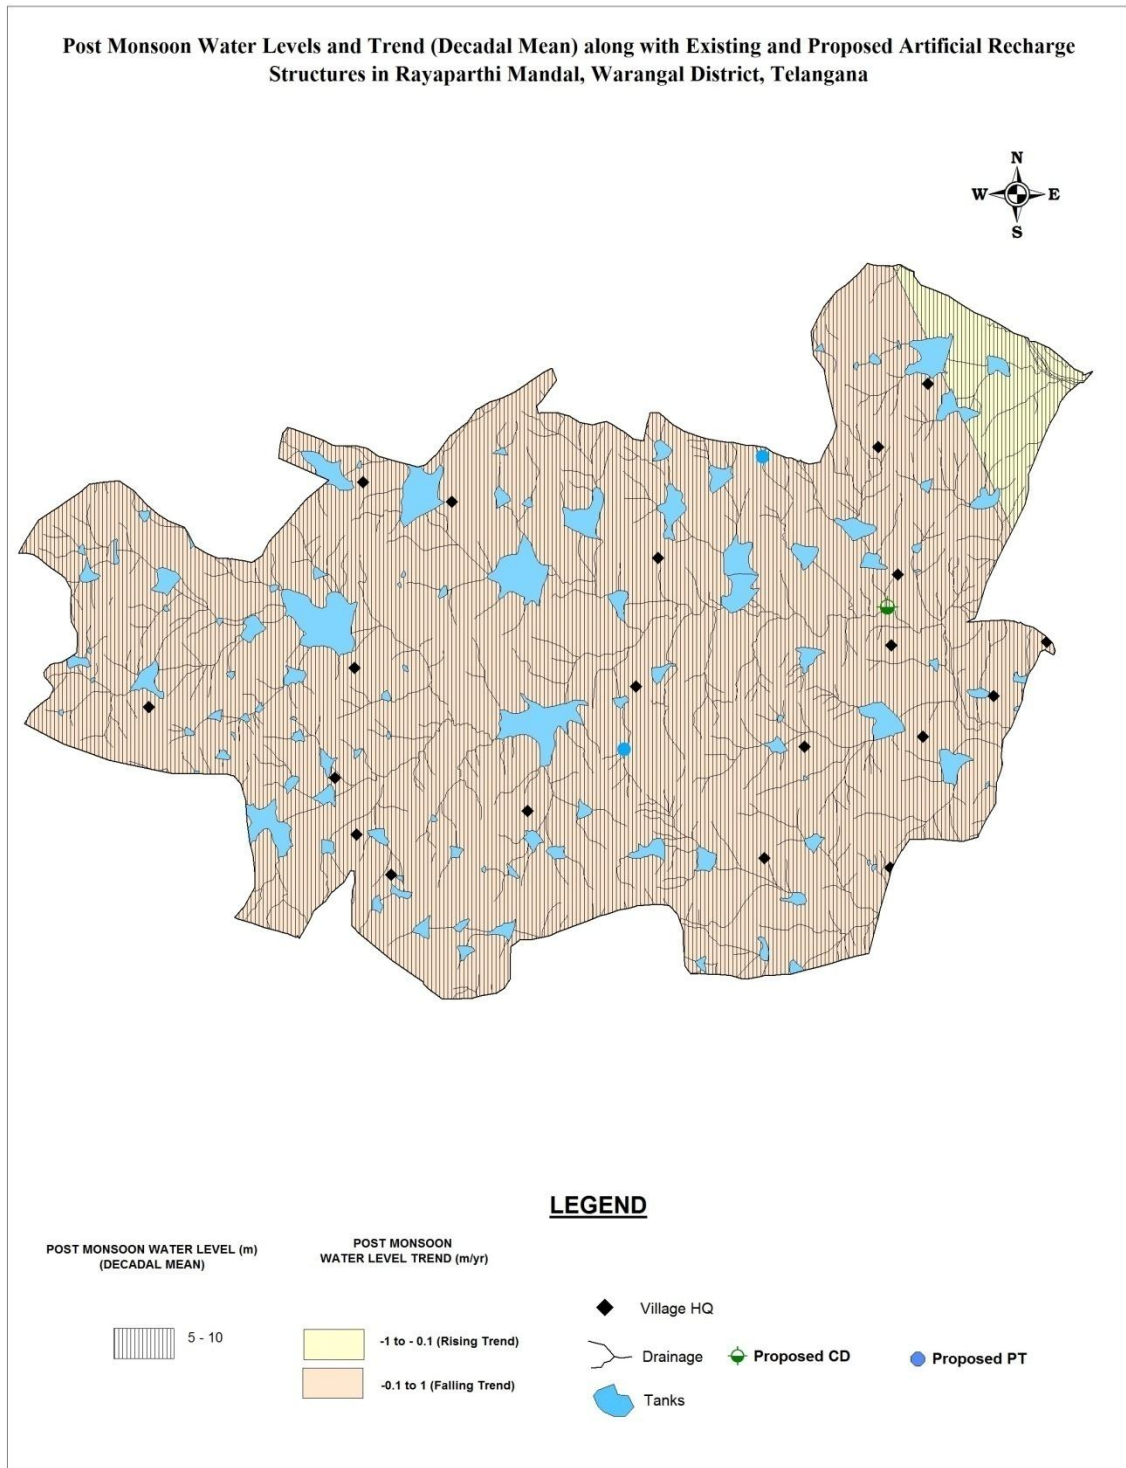 Post Monsoon Water Levels and Trend (Decadal Mean) along with Existing and Proposed Artificial Recharge
Structures in Rayaparthi Mandal, Warangal District, Telangana
N
W E
S
LEGEND
POST MONSOON WATER LEVEL (m)
(DECADAL MEAN)
5 - 10
POST MONSOON
WATER LEVEL TREND (m/yr)
-1 to - 0.1 (Rising Trend)
-0.1 to 1 (Falling Trend)
Village HQ
Drainage
Proposed CD
Proposed PT
Tanks